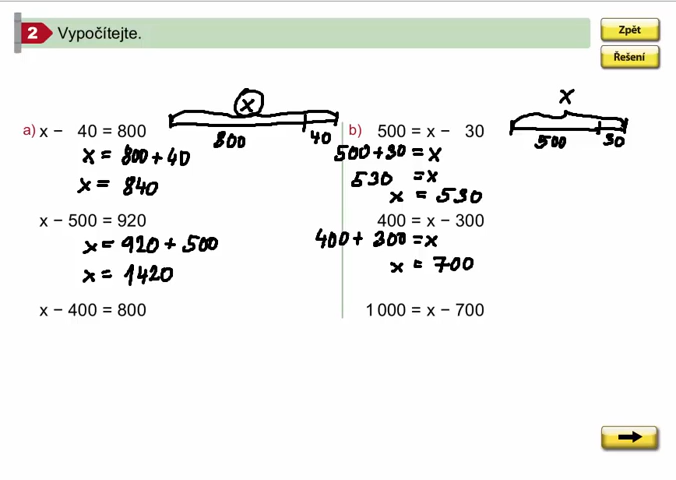 2 Vypočítejte.
Zpět
Řešení
a) x − 40 = 800
x
800 40
x = 800 + 40
x = 840
x − 500 = 920
x = 920 + 500
x = 1420
x − 400 = 800
b) 500 = x − 30
x
500 30
500 + 30 = x
530 = x
x = 530
400 = x − 300
400 + 300 = x
x = 700
1 000 = x − 700